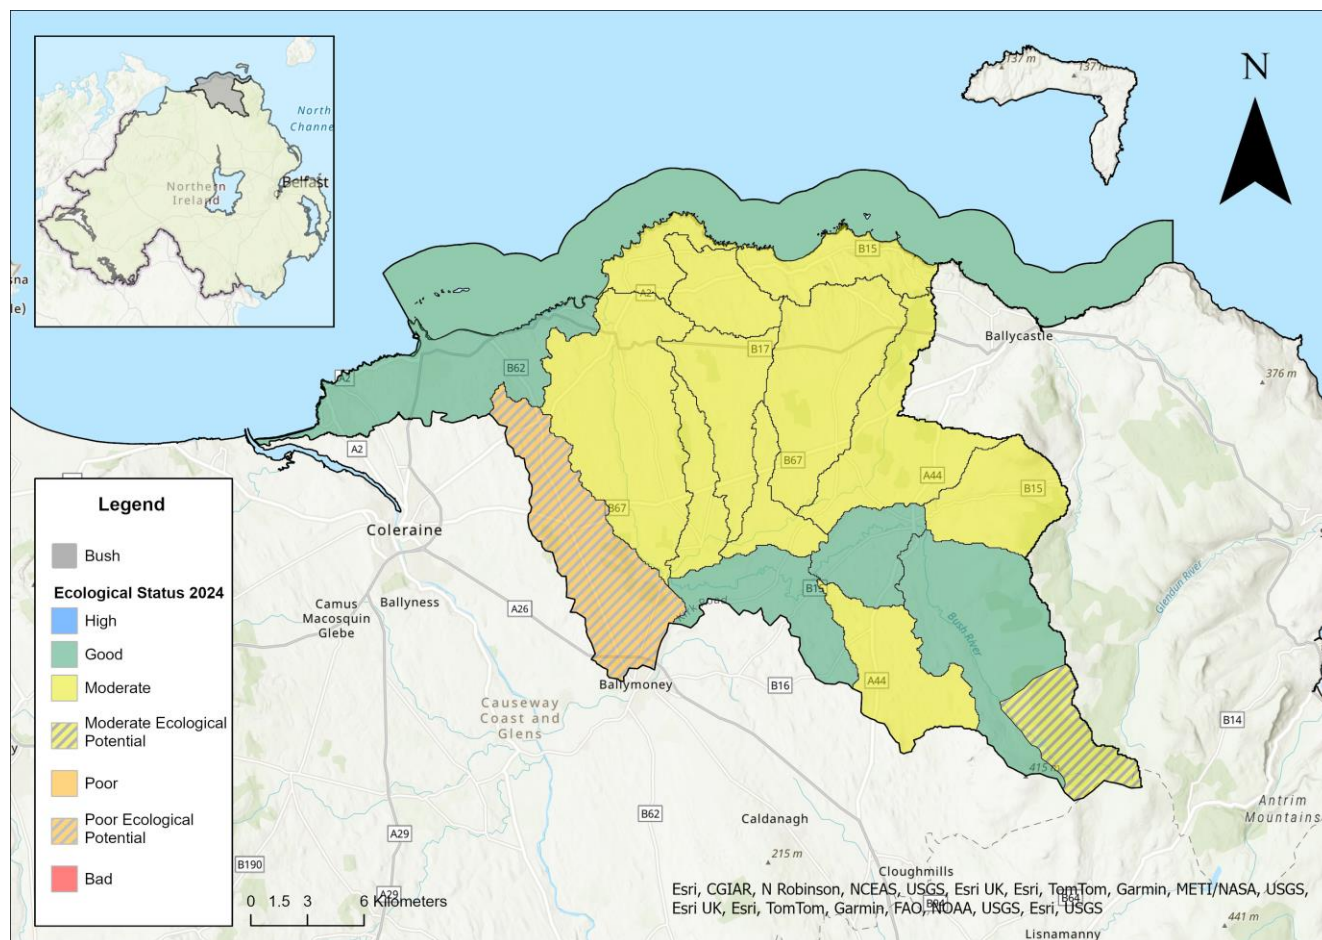 North
Channe
Northern
Ireland
Belfast
137 m
137 m
N
sna
le)
B15
A2
B17
Ballycastle
376 m
B62
A2
A2
B67
A44
B15
B67
Legend
Bush
Ecological Status 2024
High
Good
Moderate
Moderate Ecological
Potential
Poor
Poor Ecological
Potential
Bad
Coleraine
Camus
Macosquin
Glebe
Ballyness
A26
Bush River
Glendun River
Ballymoney
B16
A44
Causeway
Coast and
Glens
B14
415 m
Antrim
Mountains
B62
Caldanagh
A29
215 m
B190
Cloughmills
A29
0 1.5 3 6 Kilometers
B64
Esri, CGIAR, N Robinson, NCEAS, USGS, Esri UK, Esri, TomTom, Garmin, METI/NASA, USGS,
Esri UK, Esri, TomTom, Garmin, FAO, NOAA, USGS, Esri, USGS
441 m
Lisnamanny